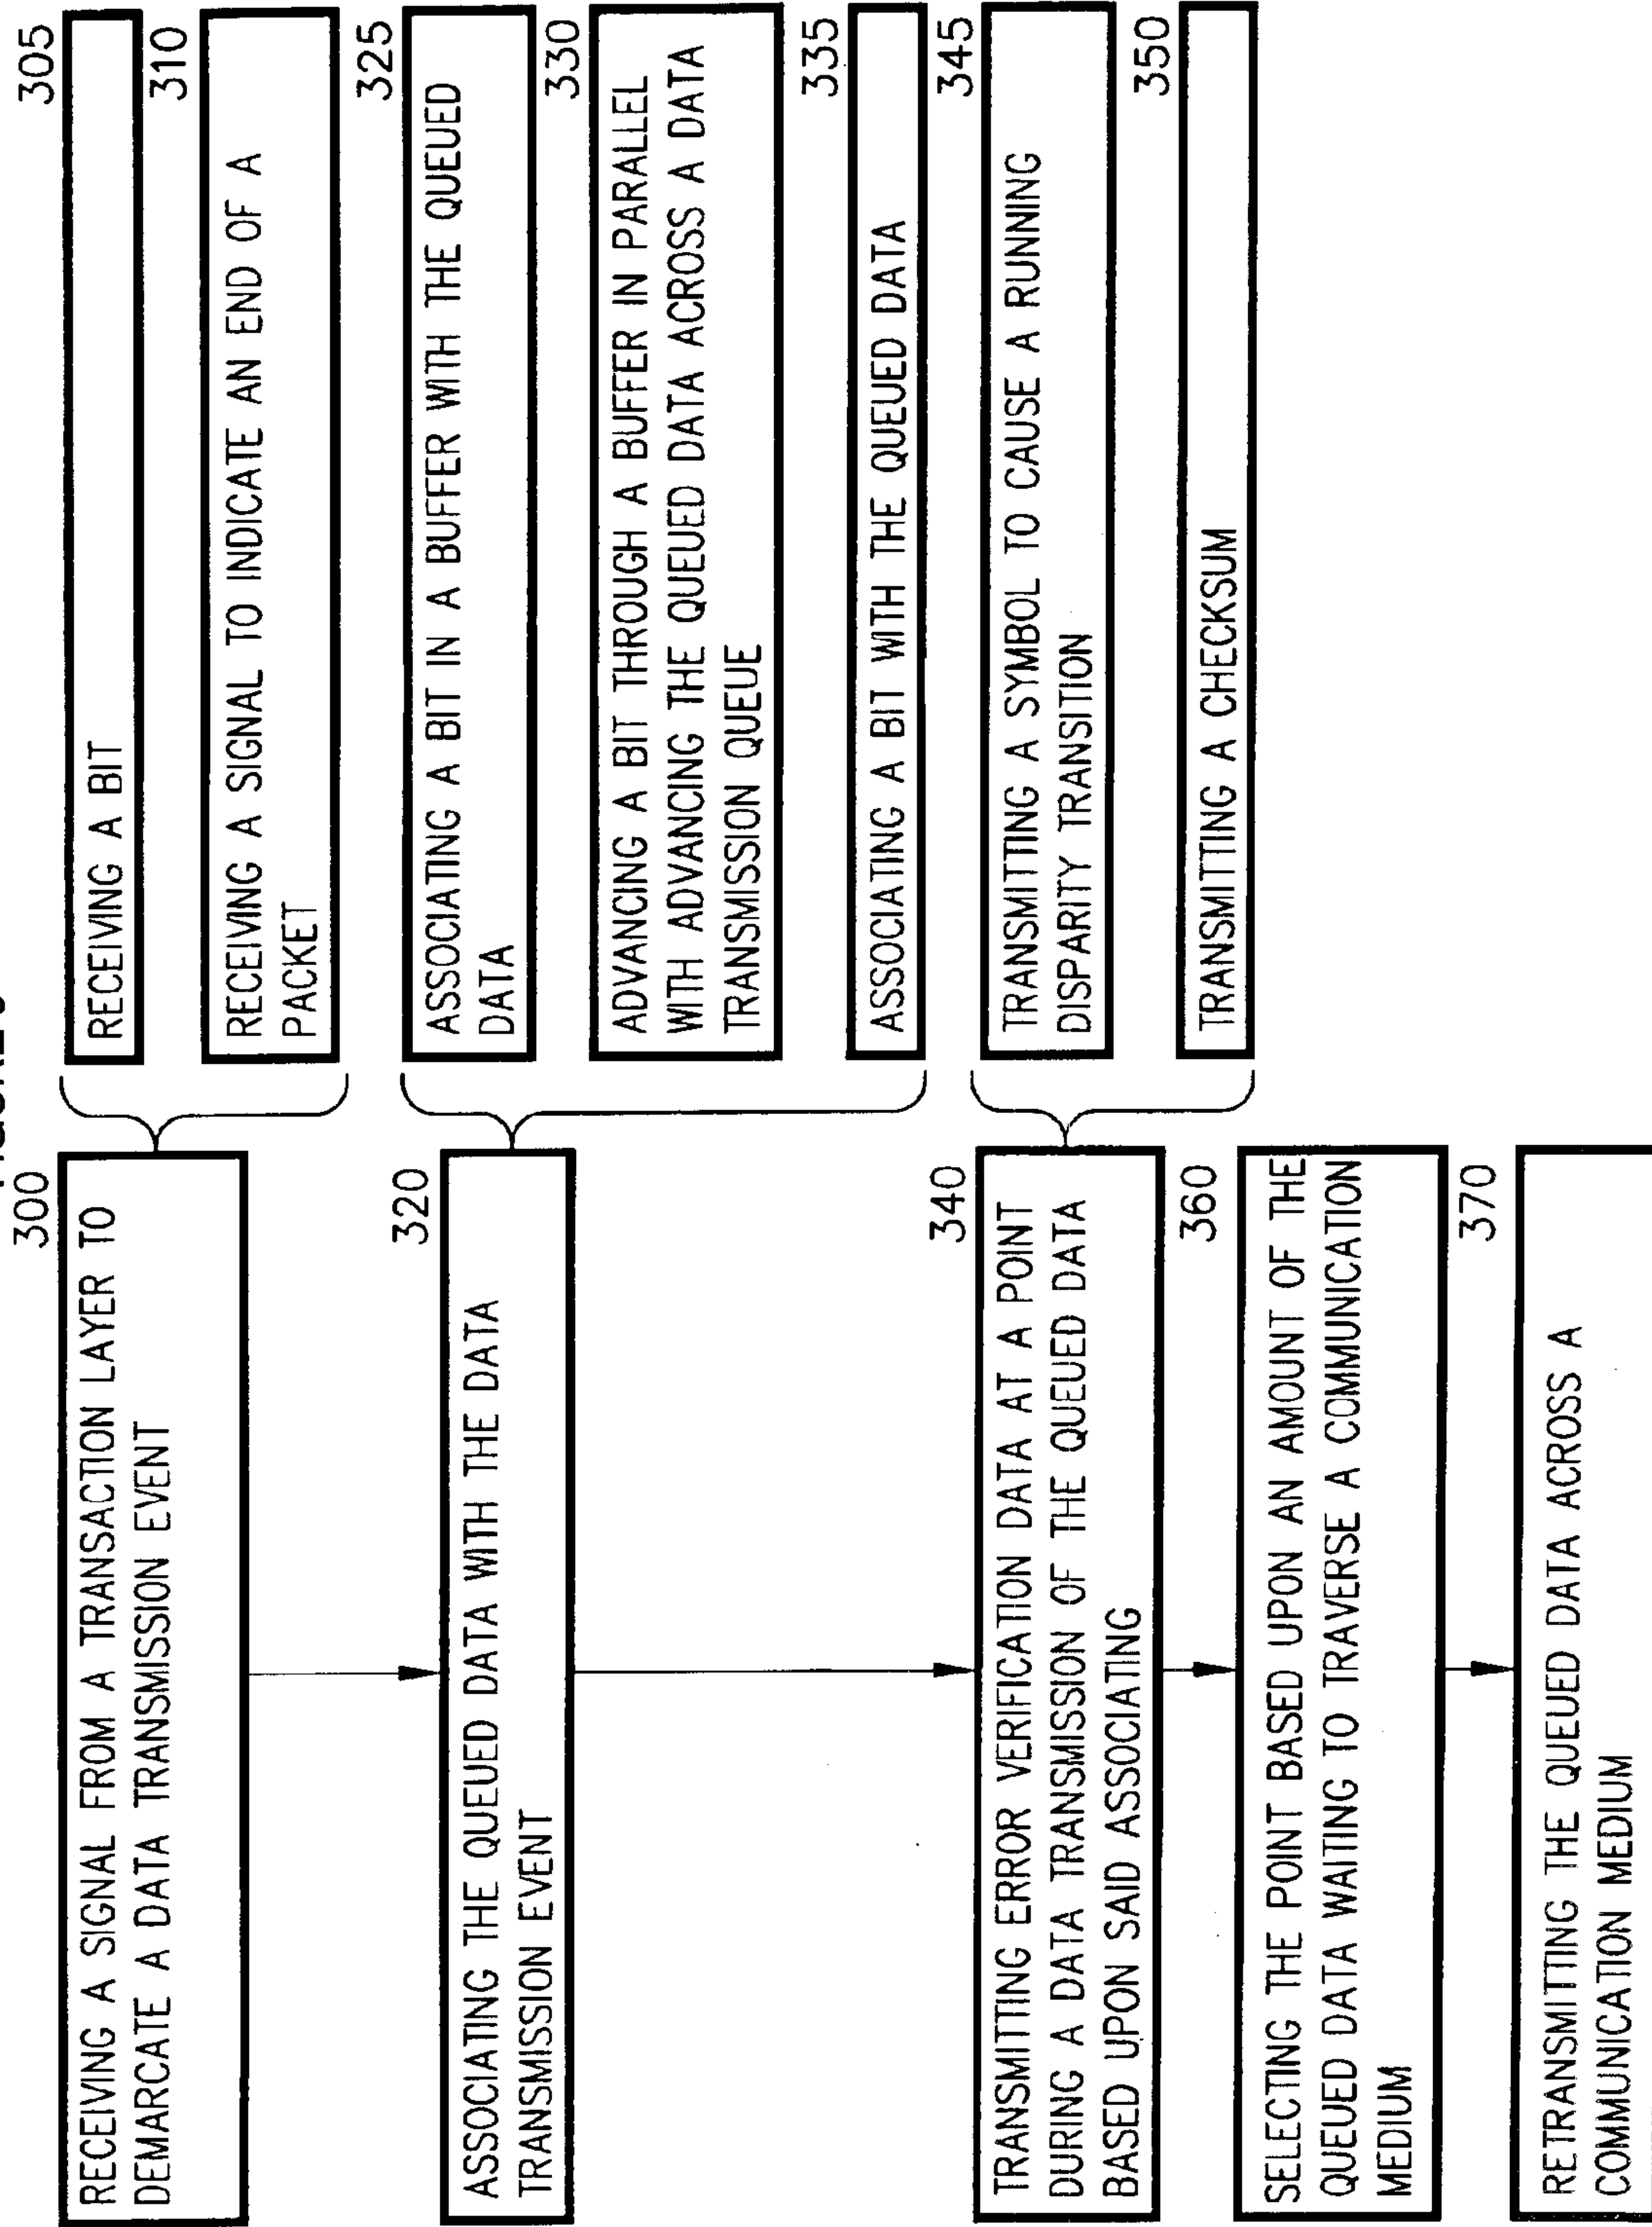 300
RECEIVING A SIGNAL FROM A TRANSACTION LAYER TO
DEMARCATE A DATA TRANSMISSION EVENT
305
RECEIVING A BIT
310
RECEIVING A SIGNAL TO INDICATE AN END OF A
PACKET
320
ASSOCIATING THE QUEUED DATA WITH THE DATA
TRANSMISSION EVENT
325
ASSOCIATING A BIT IN A BUFFER WITH THE QUEUED
DATA
330
ADVANCING A BIT THROUGH A BUFFER IN PARALLEL
WITH ADVANCING THE QUEUED DATA ACROSS A DATA
TRANSMISSION QUEUE
335
ASSOCIATING A BIT WITH THE QUEUED DATA
340
TRANSMITTING ERROR VERIFICATION DATA AT A POINT
DURING A DATA TRANSMISSION OF THE QUEUED DATA
BASED UPON SAID ASSOCIATING
345
TRANSMITTING A SYMBOL TO CAUSE A RUNNING
DISPARITY TRANSITION
350
TRANSMITTING A CHECKSUM
360
SELECTING THE POINT BASED UPON AN AMOUNT OF THE
QUEUED DATA WAITING TO TRAVERSE A COMMUNICATION
MEDIUM
370
RETRANSMITTING THE QUEUED DATA ACROSS A
COMMUNICATION MEDIUM